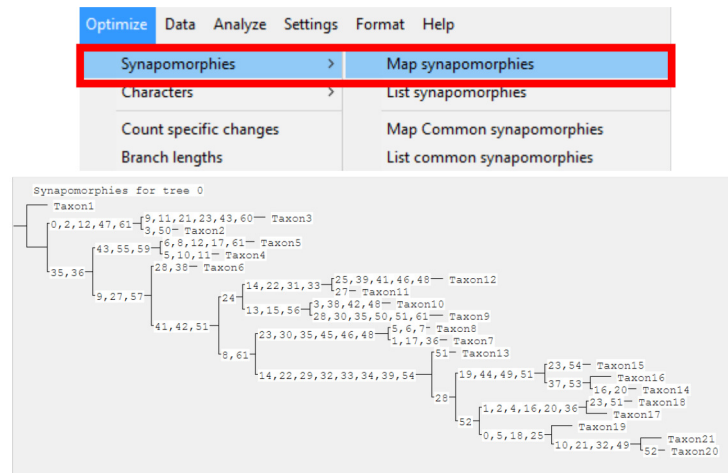 Optimize Data Analyze Settings Format Help
Synapomorphies > Map synapomorphies
Characters > List synapomorphies
Count specific changes Map Common synapomorphies
Branch lengths List common synapomorphies
Synapomorphies for tree 0
Taxon1
9,11,21,23,43,60 Taxon3
0,2,12,47,61
3,50 Taxon2
6,8,12,17,61 Taxon5
43,55,59
5,10,11 Taxon4
28,38 Taxon6
35,36
25,39,41,46,48 Taxon12
14,22,31,33
27 Taxon11
9,27,57
24
3,38,42,48 Taxon10
13,15,56
28,30,35,50,51,61 Taxon9
41,42,51
5,6,7 Taxon8
23,30,35,45,46,48
1,17,36 Taxon7
8,61
51 Taxon13
23,54 Taxon15
14,22,29,32,33,34,39,54
19,44,49,51
Taxon16
37,53
16,20 Taxon14
28
23,51 Taxon18
1,2,4,16,20,36
Taxon17
52
Taxon19
0,5,18,25
Taxon21
10,21,32,49
52 Taxon20